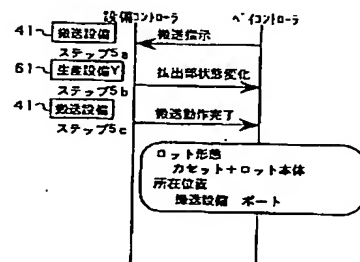 設備コントローラ ベイコントローラ
41 搬送設備 搬送指示
ステップ5a
61 生産設備Y 払出部状態変化
ステップ5b
41 搬送設備 搬送動作完了
ステップ5c
ロット形態
カセット+ロット本体
所在位置
搬送設備 ポート